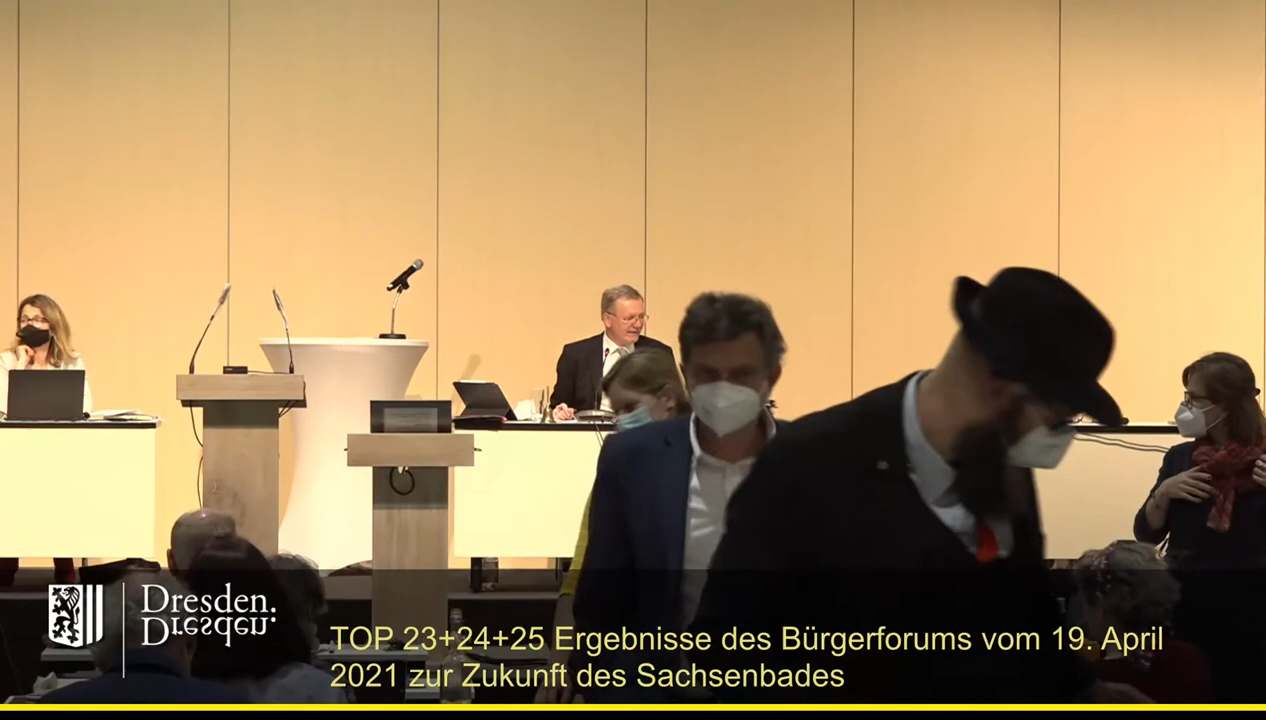 Dresden.
Dresden.
TOP 23+24+25 Ergebnisse des Bürgerforums vom 19. April
2021 zur Zukunft des Sachsenbades